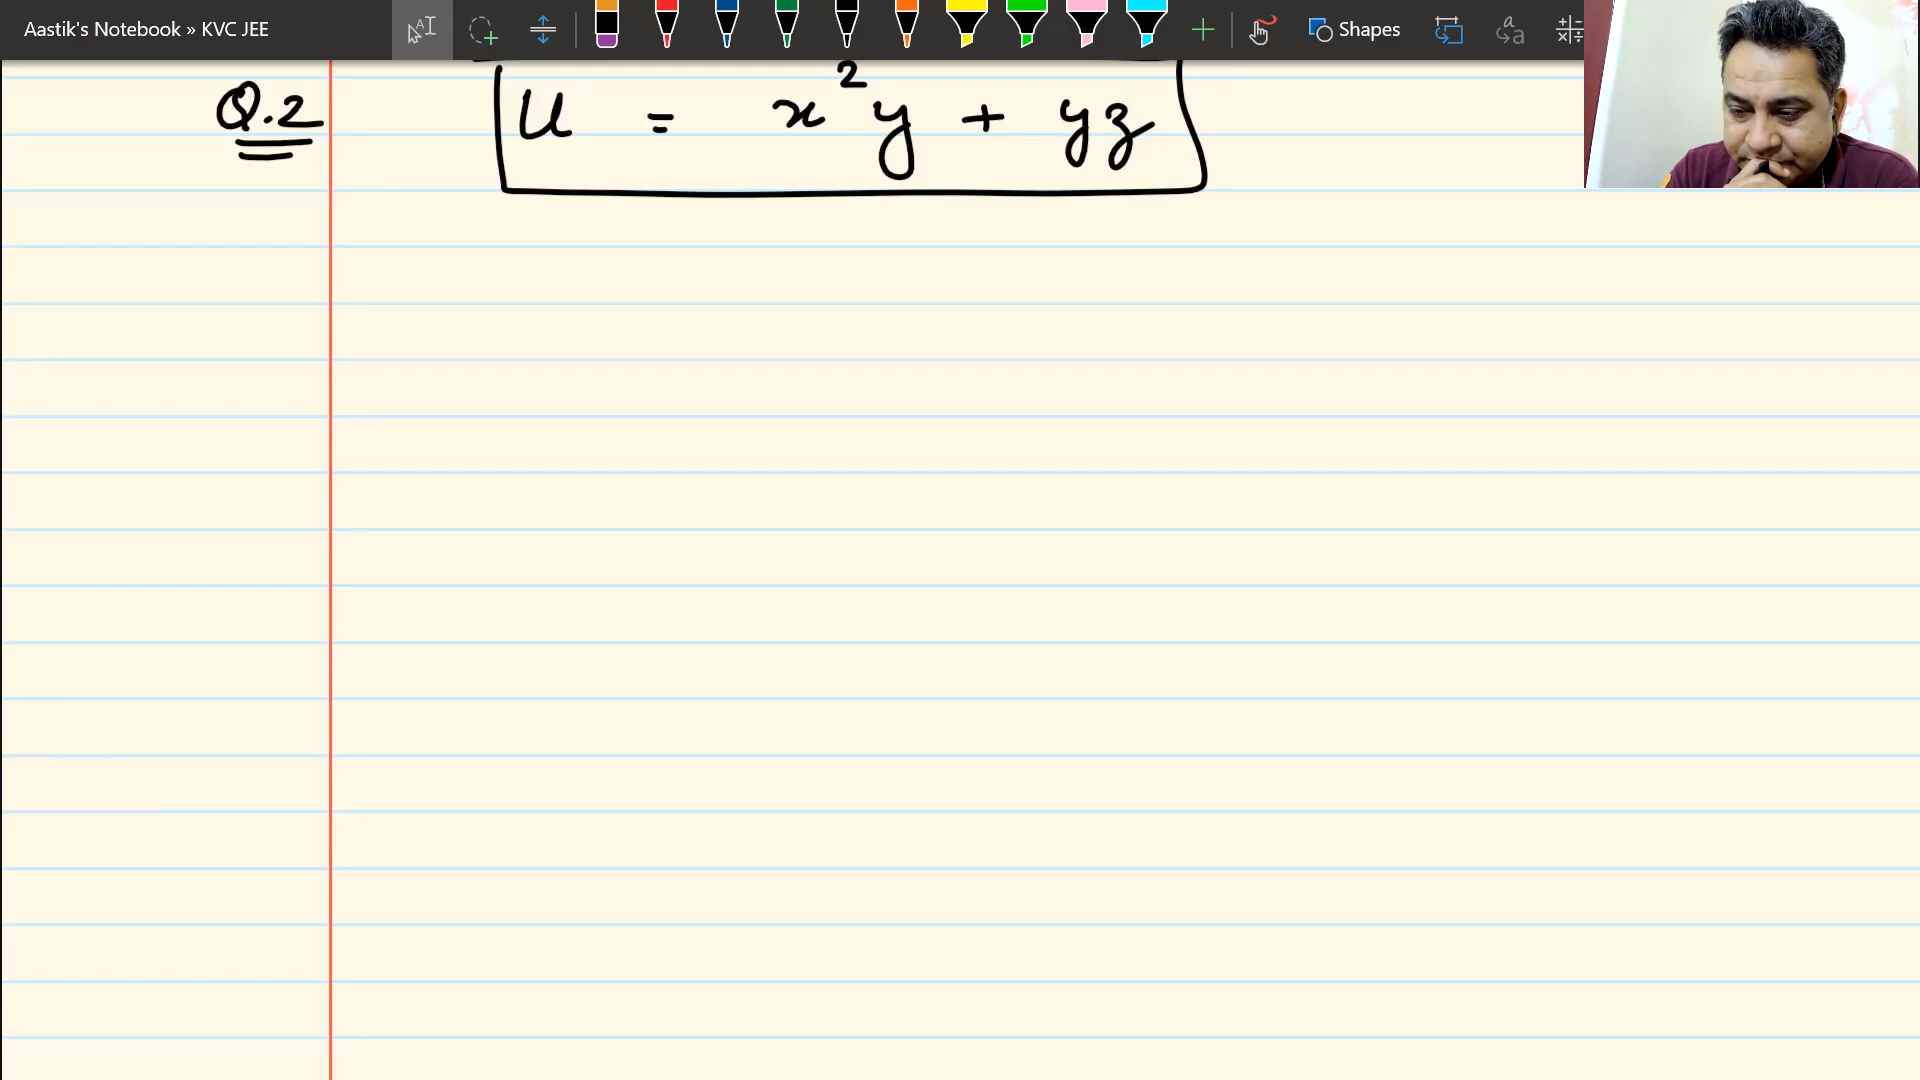 Aastik's Notebook » KVC JEE
Shapes
Q.2
U = x²y + yz